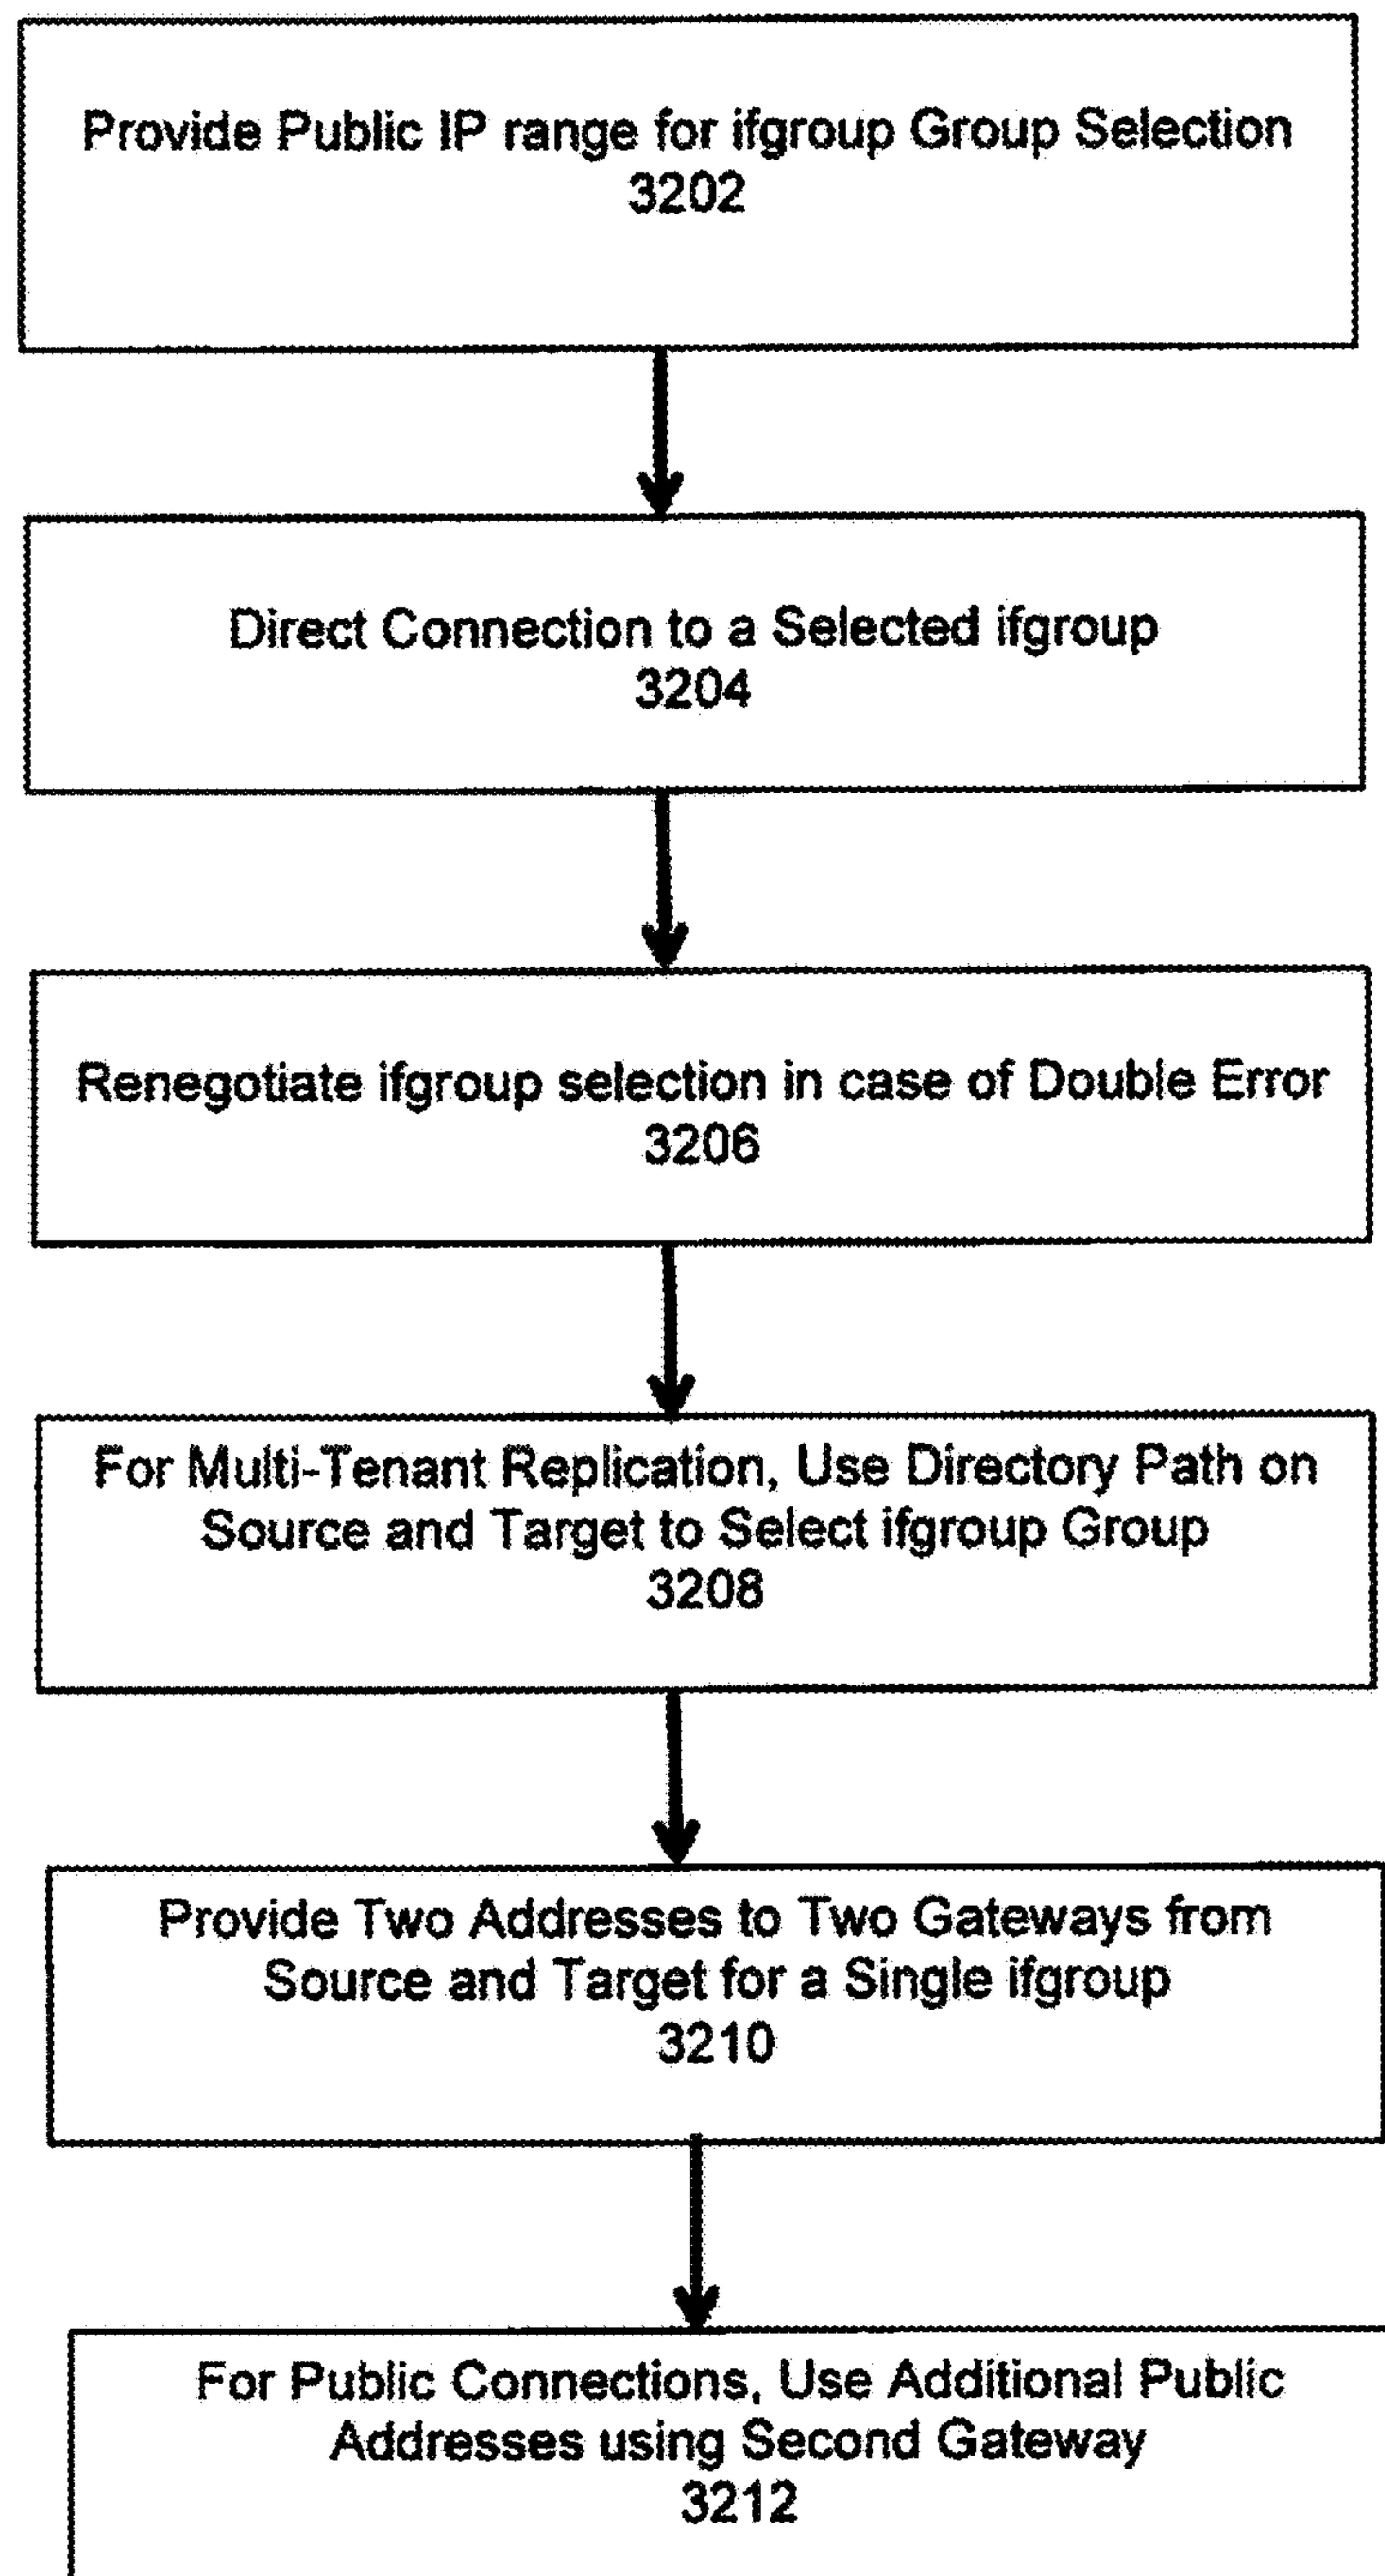 Provide Public IP range for ifgroup Group Selection
3202
Direct Connection to a Selected ifgroup
3204
Renegotiate ifgroup selection in case of Double Error
3206
For Multi-Tenant Replication, Use Directory Path on
Source and Target to Select ifgroup Group
3208
Provide Two Addresses to Two Gateways from
Source and Target for a Single ifgroup
3210
For Public Connections, Use Additional Public
Addresses using Second Gateway
3212